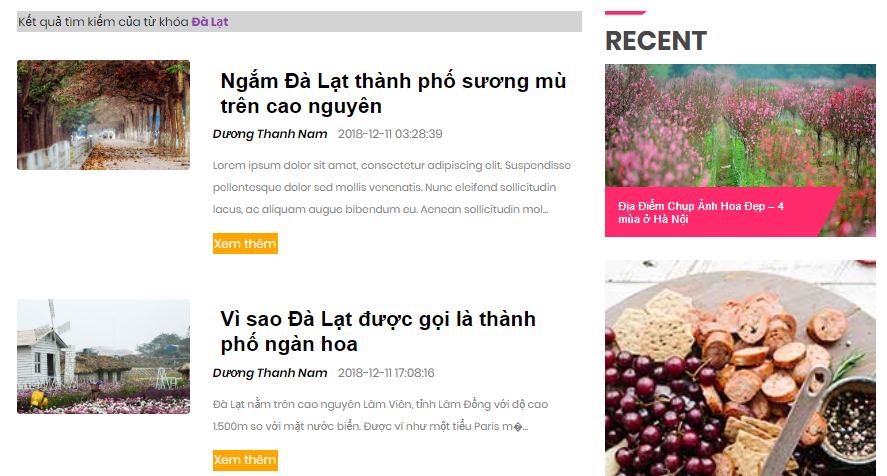 Kết quả tìm kiếm của từ khóa Đà Lạt
Ngắm Đà Lạt thành phố sương mù
trên cao nguyên
Dương Thanh Nam 2018-12-11 03:28:39
Lorem ipsum dolor sit amet, consectetur adipiscing elit. Suspendisse
pellentesque dolor sed mollis venenatis. Nunc eleifend sollicitudin
lacus, ac aliquam augue bibendum eu. Aenean sollicitudin mol...
Xem thêm
Vì sao Đà Lạt được gọi là thành
phố ngàn hoa
Dương Thanh Nam 2018-12-11 17:08:16
Đà Lạt nằm trên cao nguyên Lâm Viên, tỉnh Lâm Đồng với độ cao
1.500m so với mặt nước biển. Được ví như một tiểu Paris m�...
Xem thêm
RECENT
Địa Điểm Chụp Ảnh Hoa Đẹp – 4
mùa ở Hà Nội